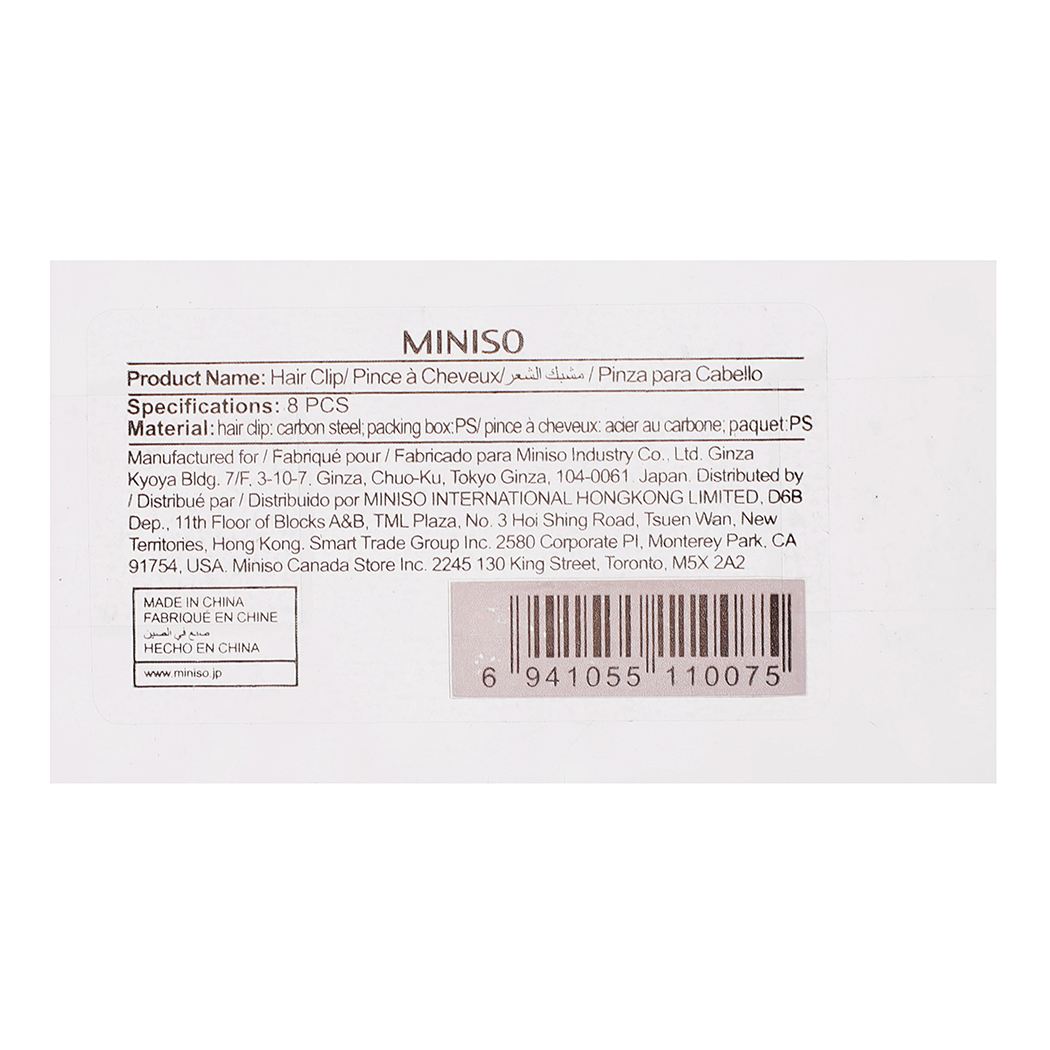 MINISO
Product Name: Hair Clip/ Pince à Cheveux/مشبك الشعر / Pinza para Cabello
Specifications: 8 PCS
Material: hair clip: carbon steel; packing box:PS/ pince à cheveux: acier au carbone; paquet:PS
Manufactured for / Fabriqué pour / Fabricado para Miniso Industry Co., Ltd. Ginza
Kyoya Bldg. 7/F, 3-10-7. Ginza, Chuo-Ku, Tokyo Ginza, 104-0061. Japan. Distributed by
/ Distribué par / Distribuido por MINISO INTERNATIONAL HONGKONG LIMITED. D6B
Dep., 11th Floor of Blocks A&B, TML Plaza, No. 3 Hoi Shing Road, Tsuen Wan, New
Territories, Hong Kong. Smart Trade Group Inc. 2580 Corporate Pl, Monterey Park, CA
91754, USA. Miniso Canada Store Inc. 2245 130 King Street, Toronto, M5X 2A2
MADE IN CHINA
FABRIQUÉ EN CHINE
صنع في الصين
HECHO EN CHINA
www.miniso.jp
6 941055 110075